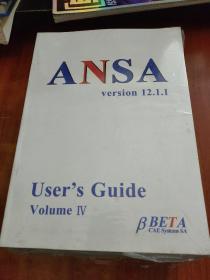 ANSA
version 12.1.1
User's Guide
Volume Ⅳ
β BETA
CAE Systems SA